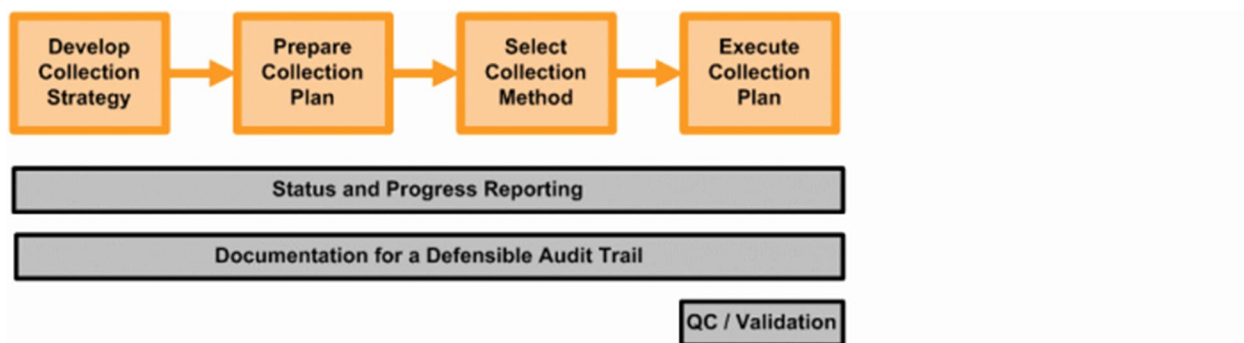 Develop
Collection
Strategy
Prepare
Collection
Plan
Select
Collection
Method
Execute
Collection
Plan
Status and Progress Reporting
Documentation for a Defensible Audit Trail
QC / Validation